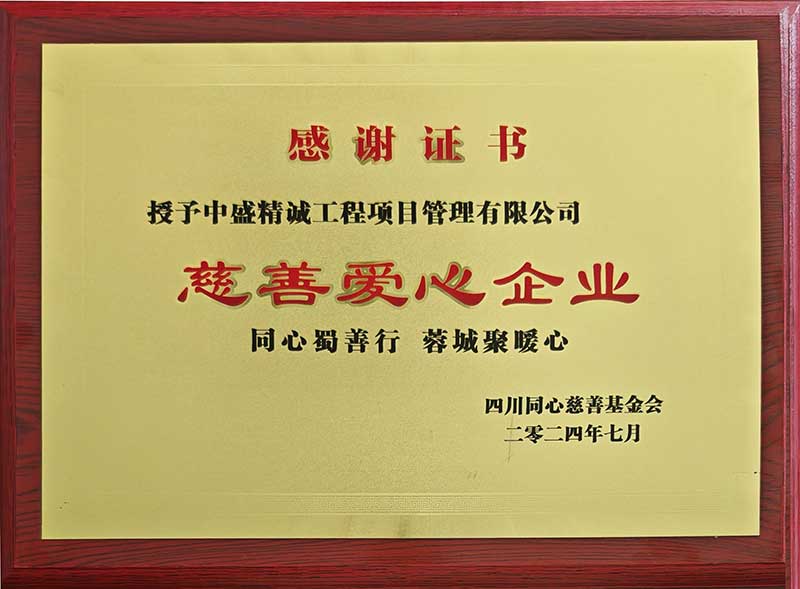 感谢证书
授予中盛精诚工程项目管理有限公司
慈善爱心企业
同心蜀善行 蓉城聚暖心
四川同心慈善基金会
二零二四年七月